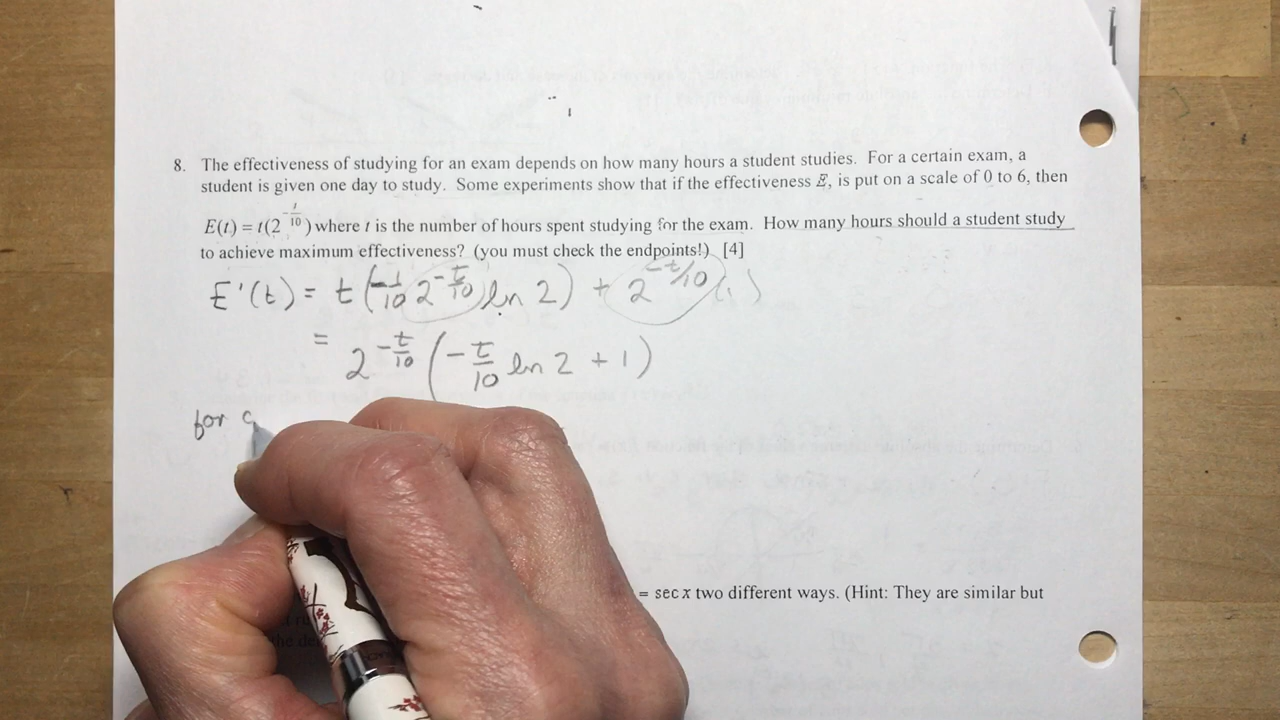 8. The effectiveness of studying for an exam depends on how many hours a student studies. For a certain exam, a
student is given one day to study. Some experiments show that if the effectiveness E, is put on a scale of 0 to 6, then
E(t) = t(2^{-t/10}) where t is the number of hours spent studying for the exam. How many hours should a student study
to achieve maximum effectiveness? (you must check the endpoints!) [4]
E'(t) = t(-1/10 2^{-t/10} ln 2) + 2^{-t/10}(1)
= 2^{-t/10} (-t/10 ln 2 + 1)
for
= sec x two different ways. (Hint: They are similar but
the de